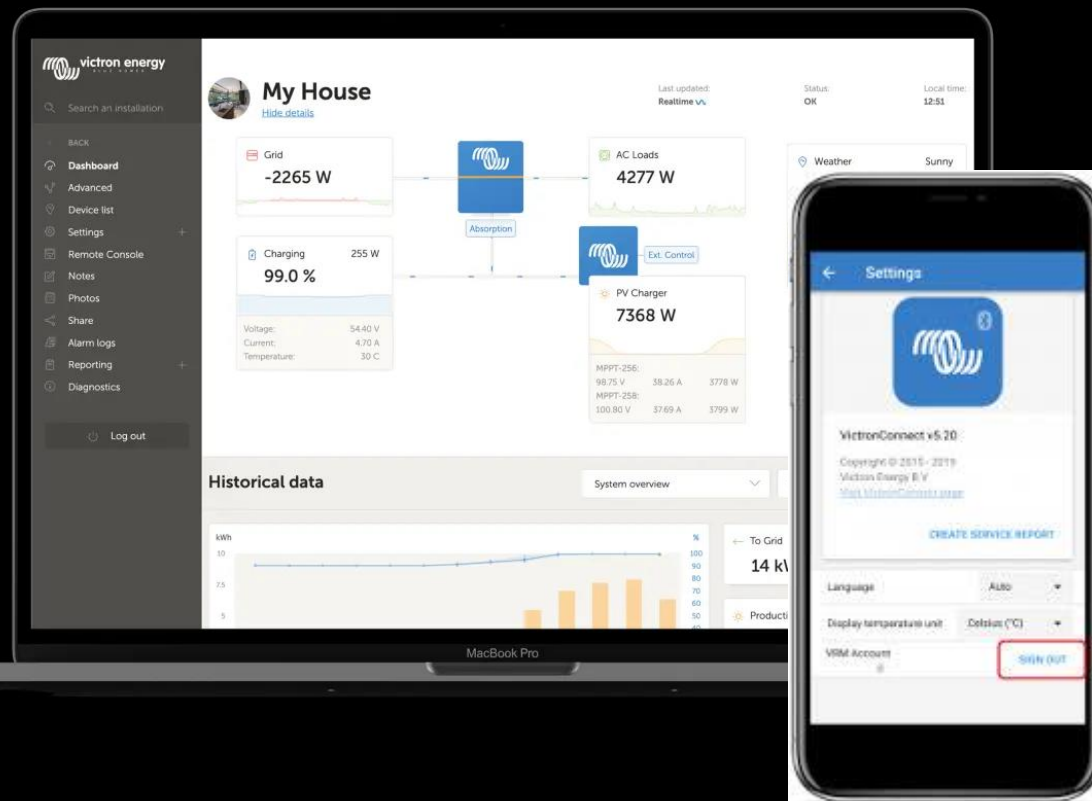 victron energy
BLUE POWER
Search an installation
BACK
Dashboard
Advanced
Device list
Settings
Remote Console
Notes
Photos
Share
Alarm logs
Reporting
Diagnostics
Log out
My House
Hide details
Last updated:
Realtime
Status:
OK
Local time:
12:51
Grid
-2265 W
AC Loads
4277 W
Weather
Sunny
Absorption
Charging
255 W
99.0 %
Voltage:
54.40 V
Current:
4.70 A
Temperature:
30 C
Ext. Control
PV Charger
7368 W
MPPT-256:
98.75 V
38.26 A
3778 W
MPPT-258:
100.80 V
37.69 A
3799 W
Historical data
System overview
kWh
10
7.5
5
%
100
90
80
70
60
50
40
To Grid
14
Producti
MacBook Pro
Settings
VictronConnect v5.20
Copyright © 2015 - 2019
Victron Energy B.V
Visit VictronConnect page
CREATE SERVICE REPORT
Language
Auto
Display temperature unit
Celsius (°C)
VRM Account
SIGN OUT